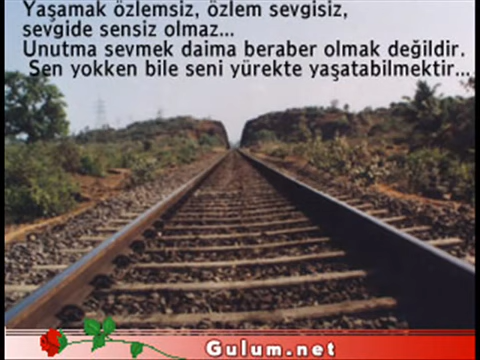 Yaşamak özlemsiz, özlem sevgisiz,
sevgide sensiz olmaz...
Unutma sevmek daima beraber olmak değildir.
Sen yokken bile seni yürekte yaşatabilmektir...
Gulum.net